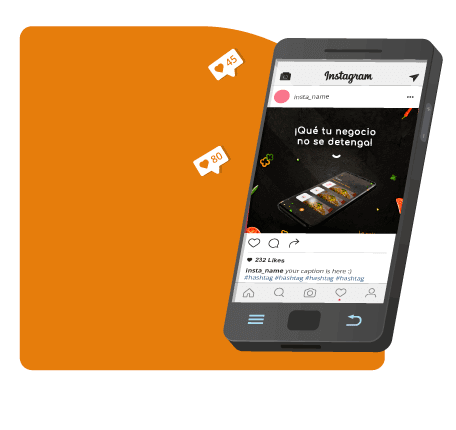 45
Instagram
insta_name
¡Qué tu negocio
no se detenga!
80
232 Likes
insta_name your caption is here :)
#hashtag #hashtag #hashtag #hashtag